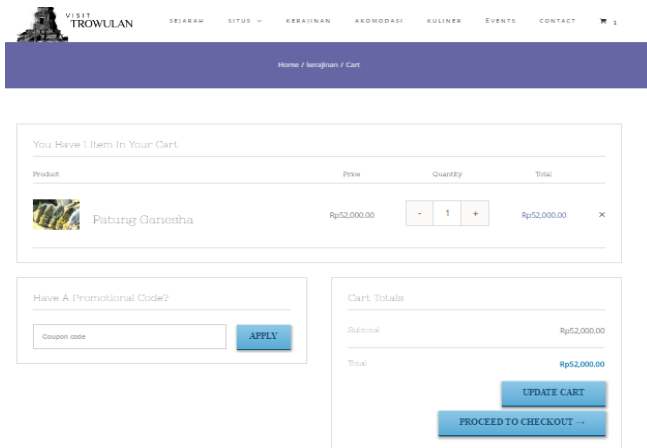 VISIT
TROWULAN
SEJARAH SITUS KERAJINAN AKOMODASI KULINER EVENTS CONTACT 1
Home / kerajinan / Cart
You Have 1 Item In Your Cart
Product Price Quantity Total
Patung Ganesha Rp52,000.00 - 1 + Rp52,000.00 ×
Have A Promotional Code?
Coupon code APPLY
Cart Totals
Subtotal Rp52,000.00
Total Rp52,000.00
UPDATE CART
PROCEED TO CHECKOUT →